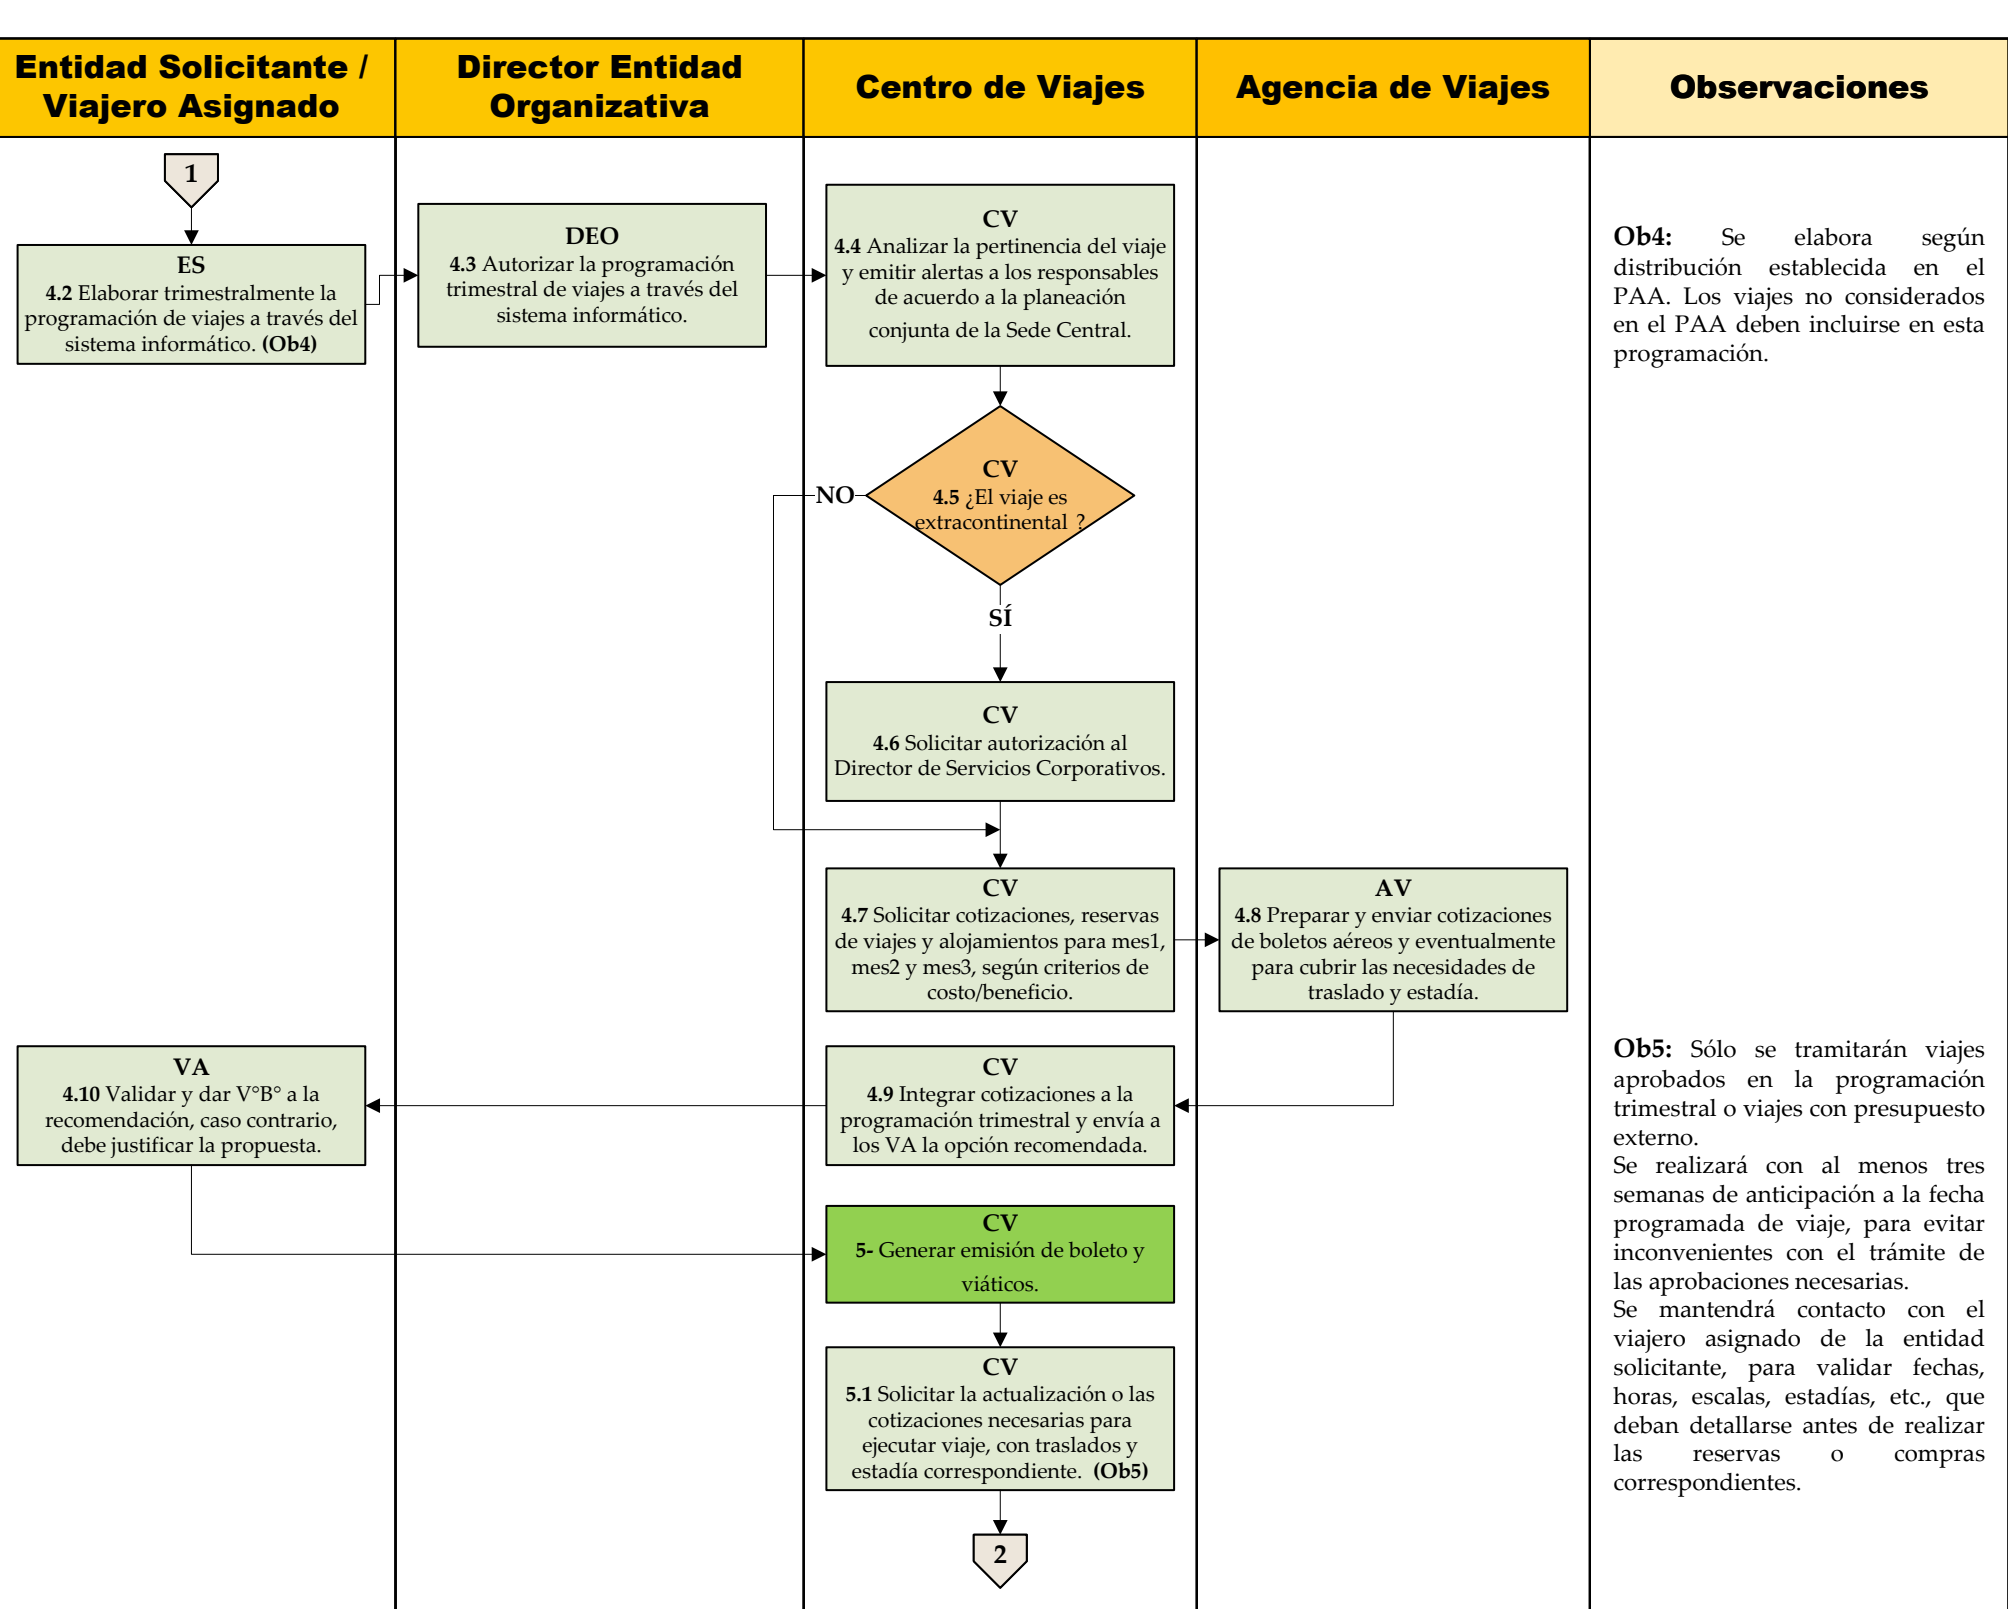 Entidad Solicitante /
Viajero Asignado
Director Entidad
Organizativa
Centro de Viajes
Agencia de Viajes
Observaciones
1
ES
4.2 Elaborar trimestralmente la
programación de viajes a través del
sistema informático. (Ob4)
DEO
4.3 Autorizar la programación
trimestral de viajes a través del
sistema informático.
CV
4.4 Analizar la pertinencia del viaje
y emitir alertas a los responsables
de acuerdo a la planeación
conjunta de la Sede Central.
Ob4: Se elabora según
distribución establecida en el
PAA. Los viajes no considerados
en el PAA deben incluirse en esta
programación.
CV
4.5 ¿El viaje es
extracontinental ?
NO
SÍ
CV
4.6 Solicitar autorización al
Director de Servicios Corporativos.
CV
4.7 Solicitar cotizaciones, reservas
de viajes y alojamientos para mes1,
mes2 y mes3, según criterios de
costo/beneficio.
AV
4.8 Preparar y enviar cotizaciones
de boletos aéreos y eventualmente
para cubrir las necesidades de
traslado y estadía.
CV
4.9 Integrar cotizaciones a la
programación trimestral y envía a
los VA la opción recomendada.
VA
4.10 Validar y dar V°B° a la
recomendación, caso contrario,
debe justificar la propuesta.
CV
5- Generar emisión de boleto y
viáticos.
CV
5.1 Solicitar la actualización o las
cotizaciones necesarias para
ejecutar viaje, con traslados y
estadía correspondiente. (Ob5)
2
Ob5: Sólo se tramitarán viajes
aprobados en la programación
trimestral o viajes con presupuesto
externo.
Se realizará con al menos tres
semanas de anticipación a la fecha
programada de viaje, para evitar
inconvenientes con el trámite de
las aprobaciones necesarias.
Se mantendrá contacto con el
viajero asignado de la entidad
solicitante, para validar fechas,
horas, escalas, estadías, etc., que
deban detallarse antes de realizar
las reservas o compras
correspondientes.